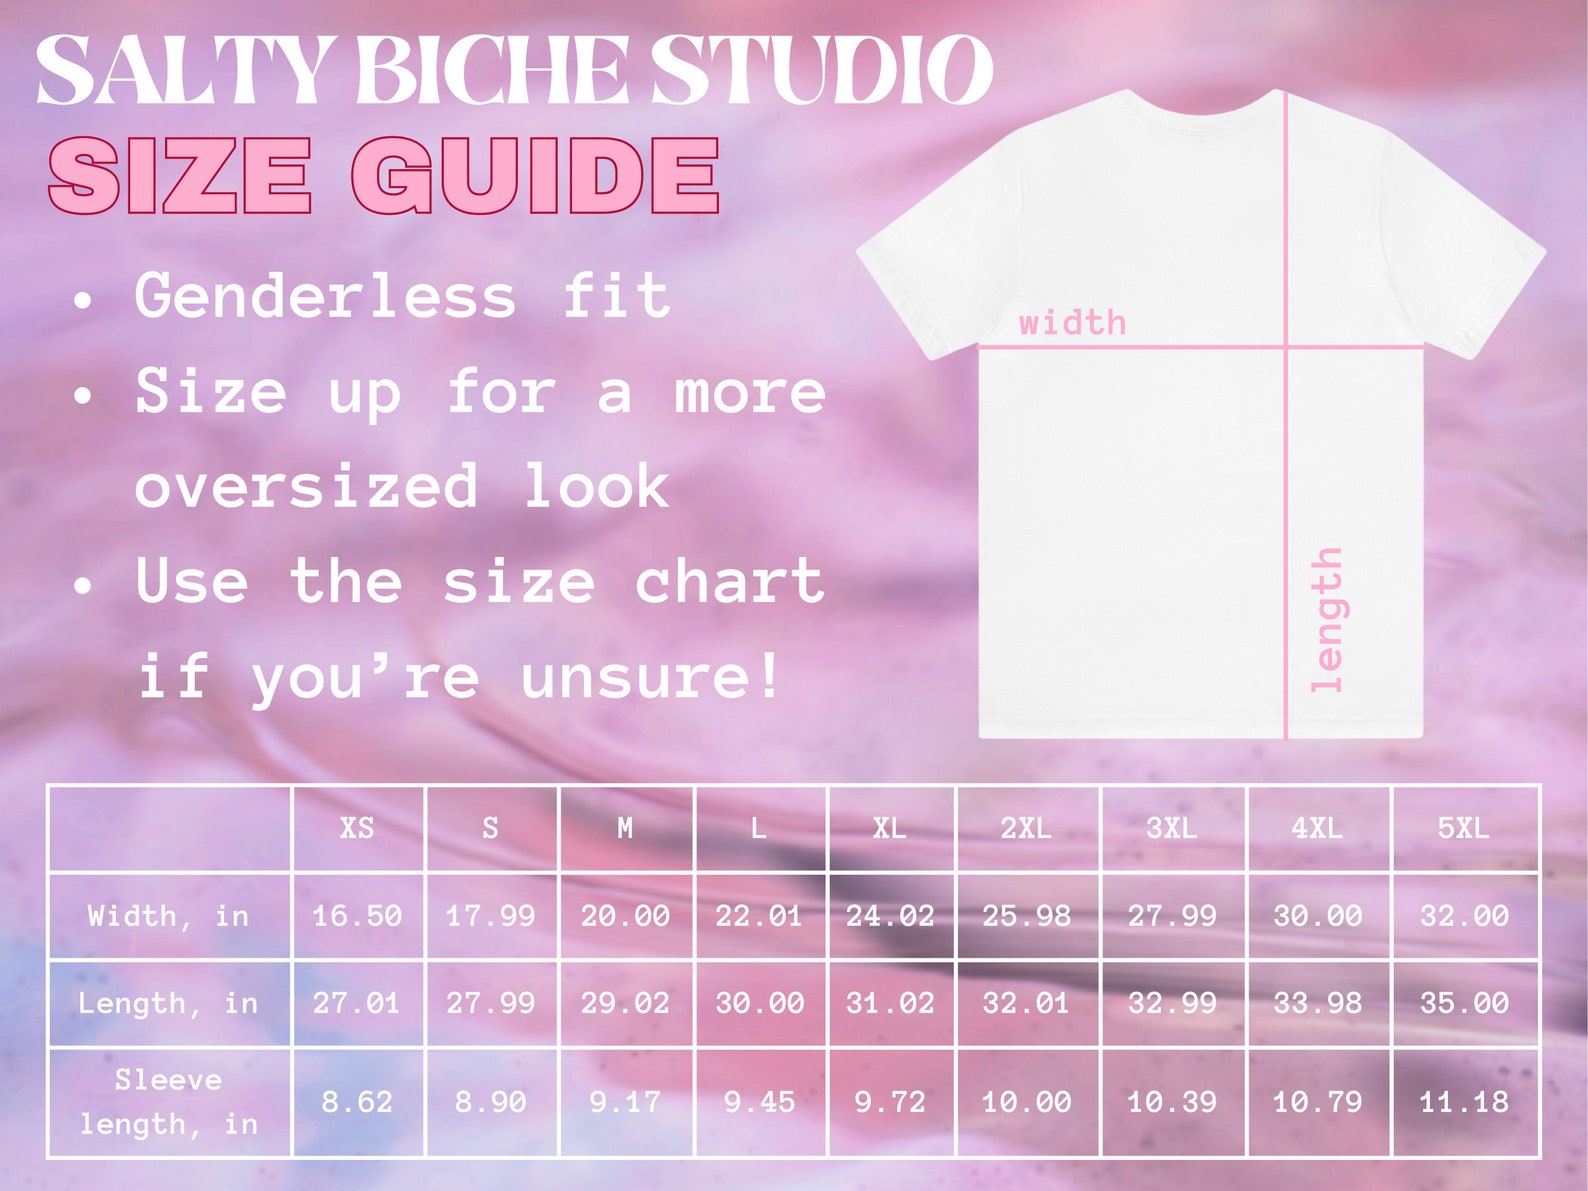 SALTY BICHE STUDIO
SIZE GUIDE
• Genderless fit
• Size up for a more
oversized look
• Use the size chart
if you’re unsure!
width
length
XS S M L XL 2XL 3XL 4XL 5XL
Width, in 16.50 17.99 20.00 22.01 24.02 25.98 27.99 30.00 32.00
Length, in 27.01 27.99 29.02 30.00 31.02 32.01 32.99 33.98 35.00
Sleeve
length, in 8.62 8.90 9.17 9.45 9.72 10.00 10.39 10.79 11.18